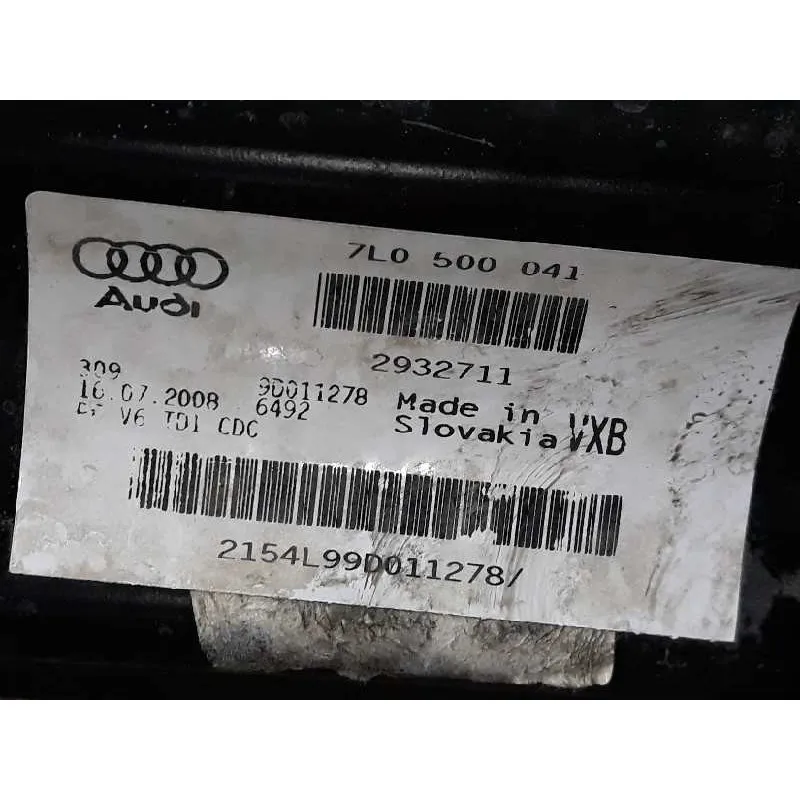 Audi
7L0 500 041
2932711
309
16.07.2008 9D011278
V6 TDI CDC 6492
Made in
Slovakia VXB
2154L99D011278/